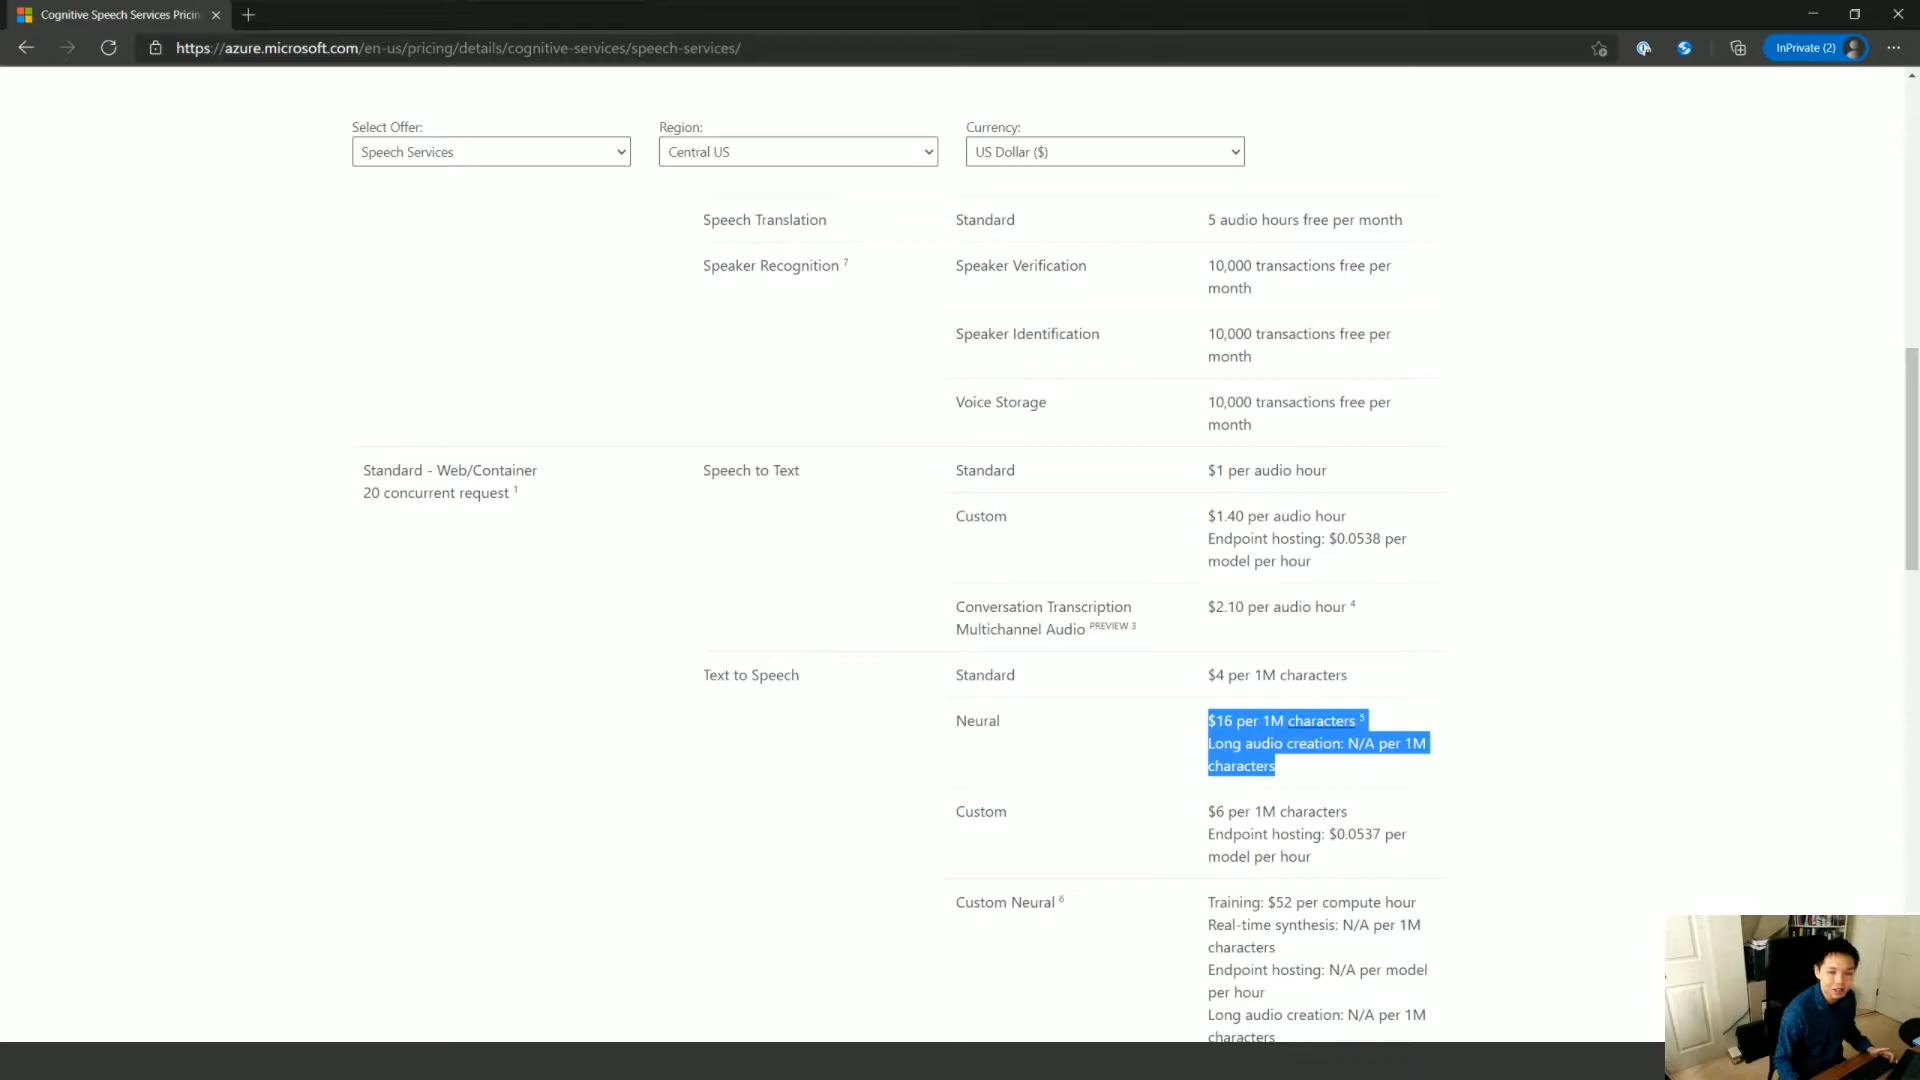 Cognitive Speech Services Pricin
https://azure.microsoft.com/en-us/pricing/details/cognitive-services/speech-services/
InPrivate (2)
Select Offer:
Region:
Currency:
Speech Services
Central US
US Dollar ($)
Speech Translation
Standard
5 audio hours free per month
Speaker Recognition 7
Speaker Verification
10,000 transactions free per
month
Speaker Identification
10,000 transactions free per
month
Voice Storage
10,000 transactions free per
month
Standard - Web/Container
20 concurrent request 1
Speech to Text
Standard
$1 per audio hour
Custom
$1.40 per audio hour
Endpoint hosting: $0.0538 per
model per hour
Conversation Transcription
Multichannel Audio PREVIEW 3
$2.10 per audio hour 4
Text to Speech
Standard
$4 per 1M characters
Neural
$16 per 1M characters 5
Long audio creation: N/A per 1M
characters
Custom
$6 per 1M characters
Endpoint hosting: $0.0537 per
model per hour
Custom Neural 6
Training: $52 per compute hour
Real-time synthesis: N/A per 1M
characters
Endpoint hosting: N/A per model
per hour
Long audio creation: N/A per 1M
characters